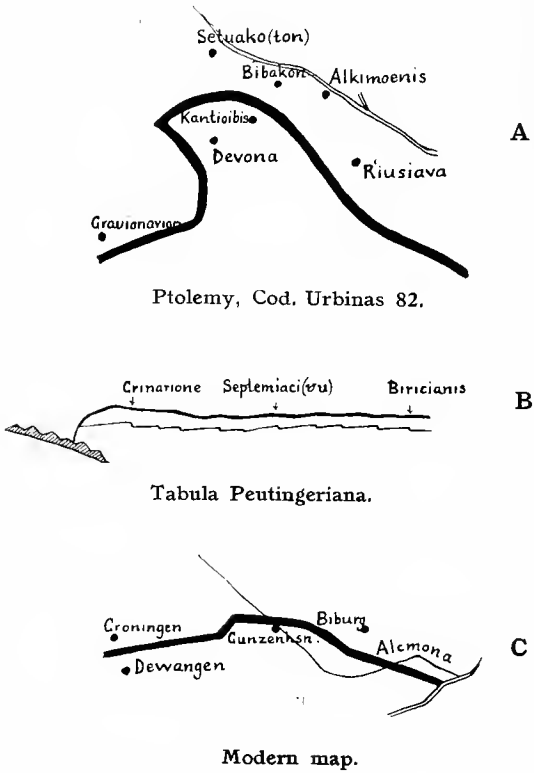 Setuako(ton)
Bibakon
Alkimoenis
A
Kantioibis
Devona
Riusiava
Gravionavion
Ptolemy, Cod. Urbinas 82.
Crinarione Septemiaci(vu) Biricianis
B
Tabula Peutingeriana.
Croningen
Gunzenhsn.
Biburg
Alcmona
C
Dewangen
Modern map.